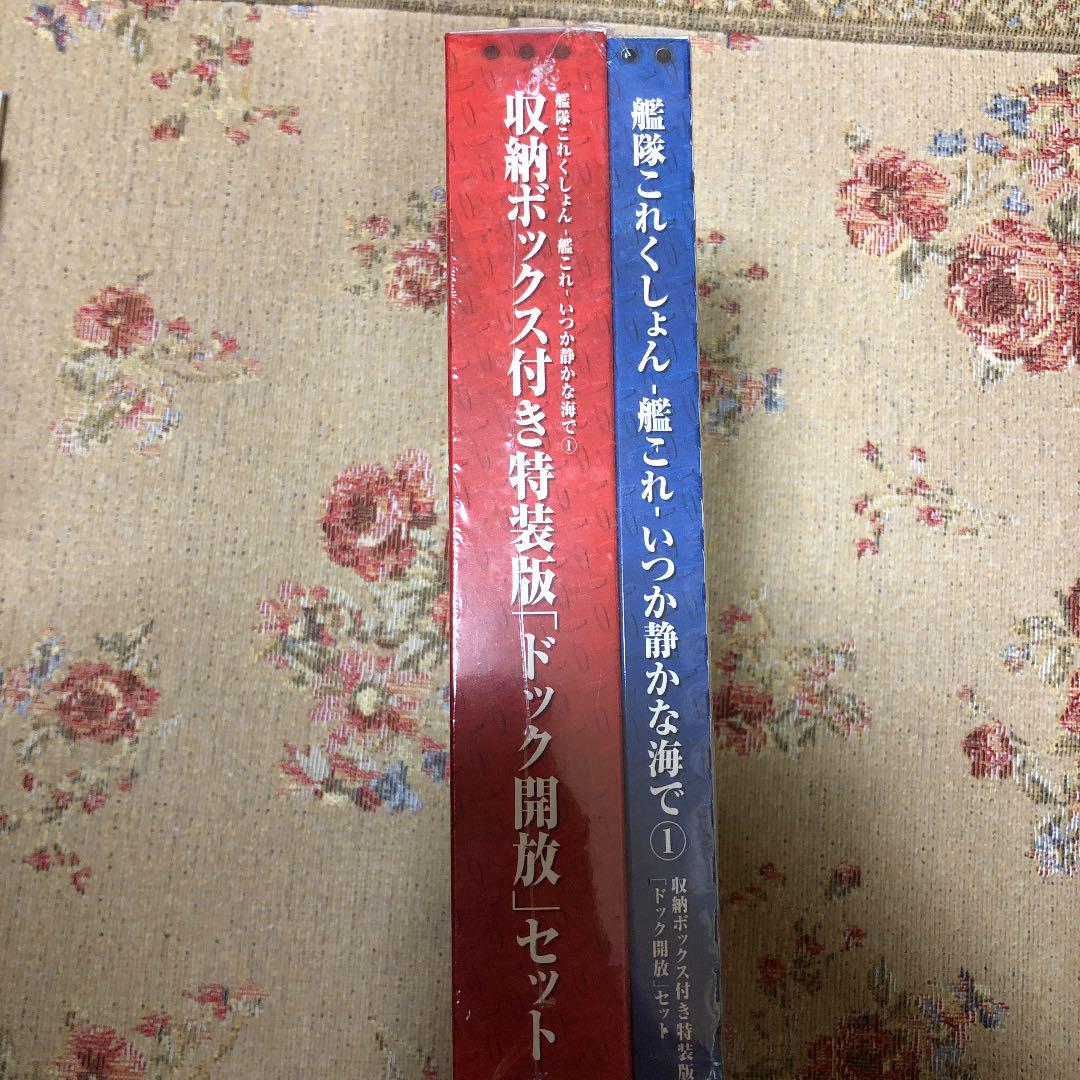 艦隊これくしょん -艦これ- いつか静かな海で①
収納ボックス付き特装版「ドック開放」セット
艦隊これくしょん -艦これ- いつか静かな海で①
収納ボックス付き特装版
「ドック開放」セット